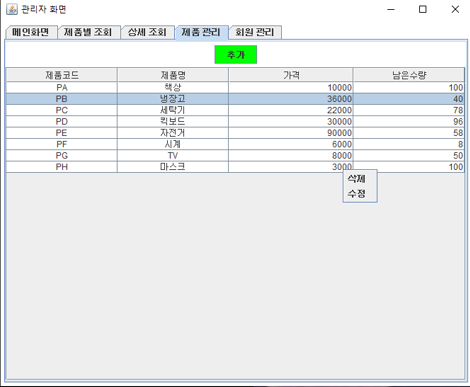 관리자 화면
메인화면 제품별 조회 상세 조회 제품 관리 회원 관리
추가
제품코드 제품명 가격 남은수량
PA 책상 10000 100
PB 냉장고 36000 40
PC 세탁기 22000 78
PD 킥보드 30000 96
PE 자전거 90000 58
PF 시계 6000 8
PG TV 8000 50
PH 마스크 3000 100
삭제
수정